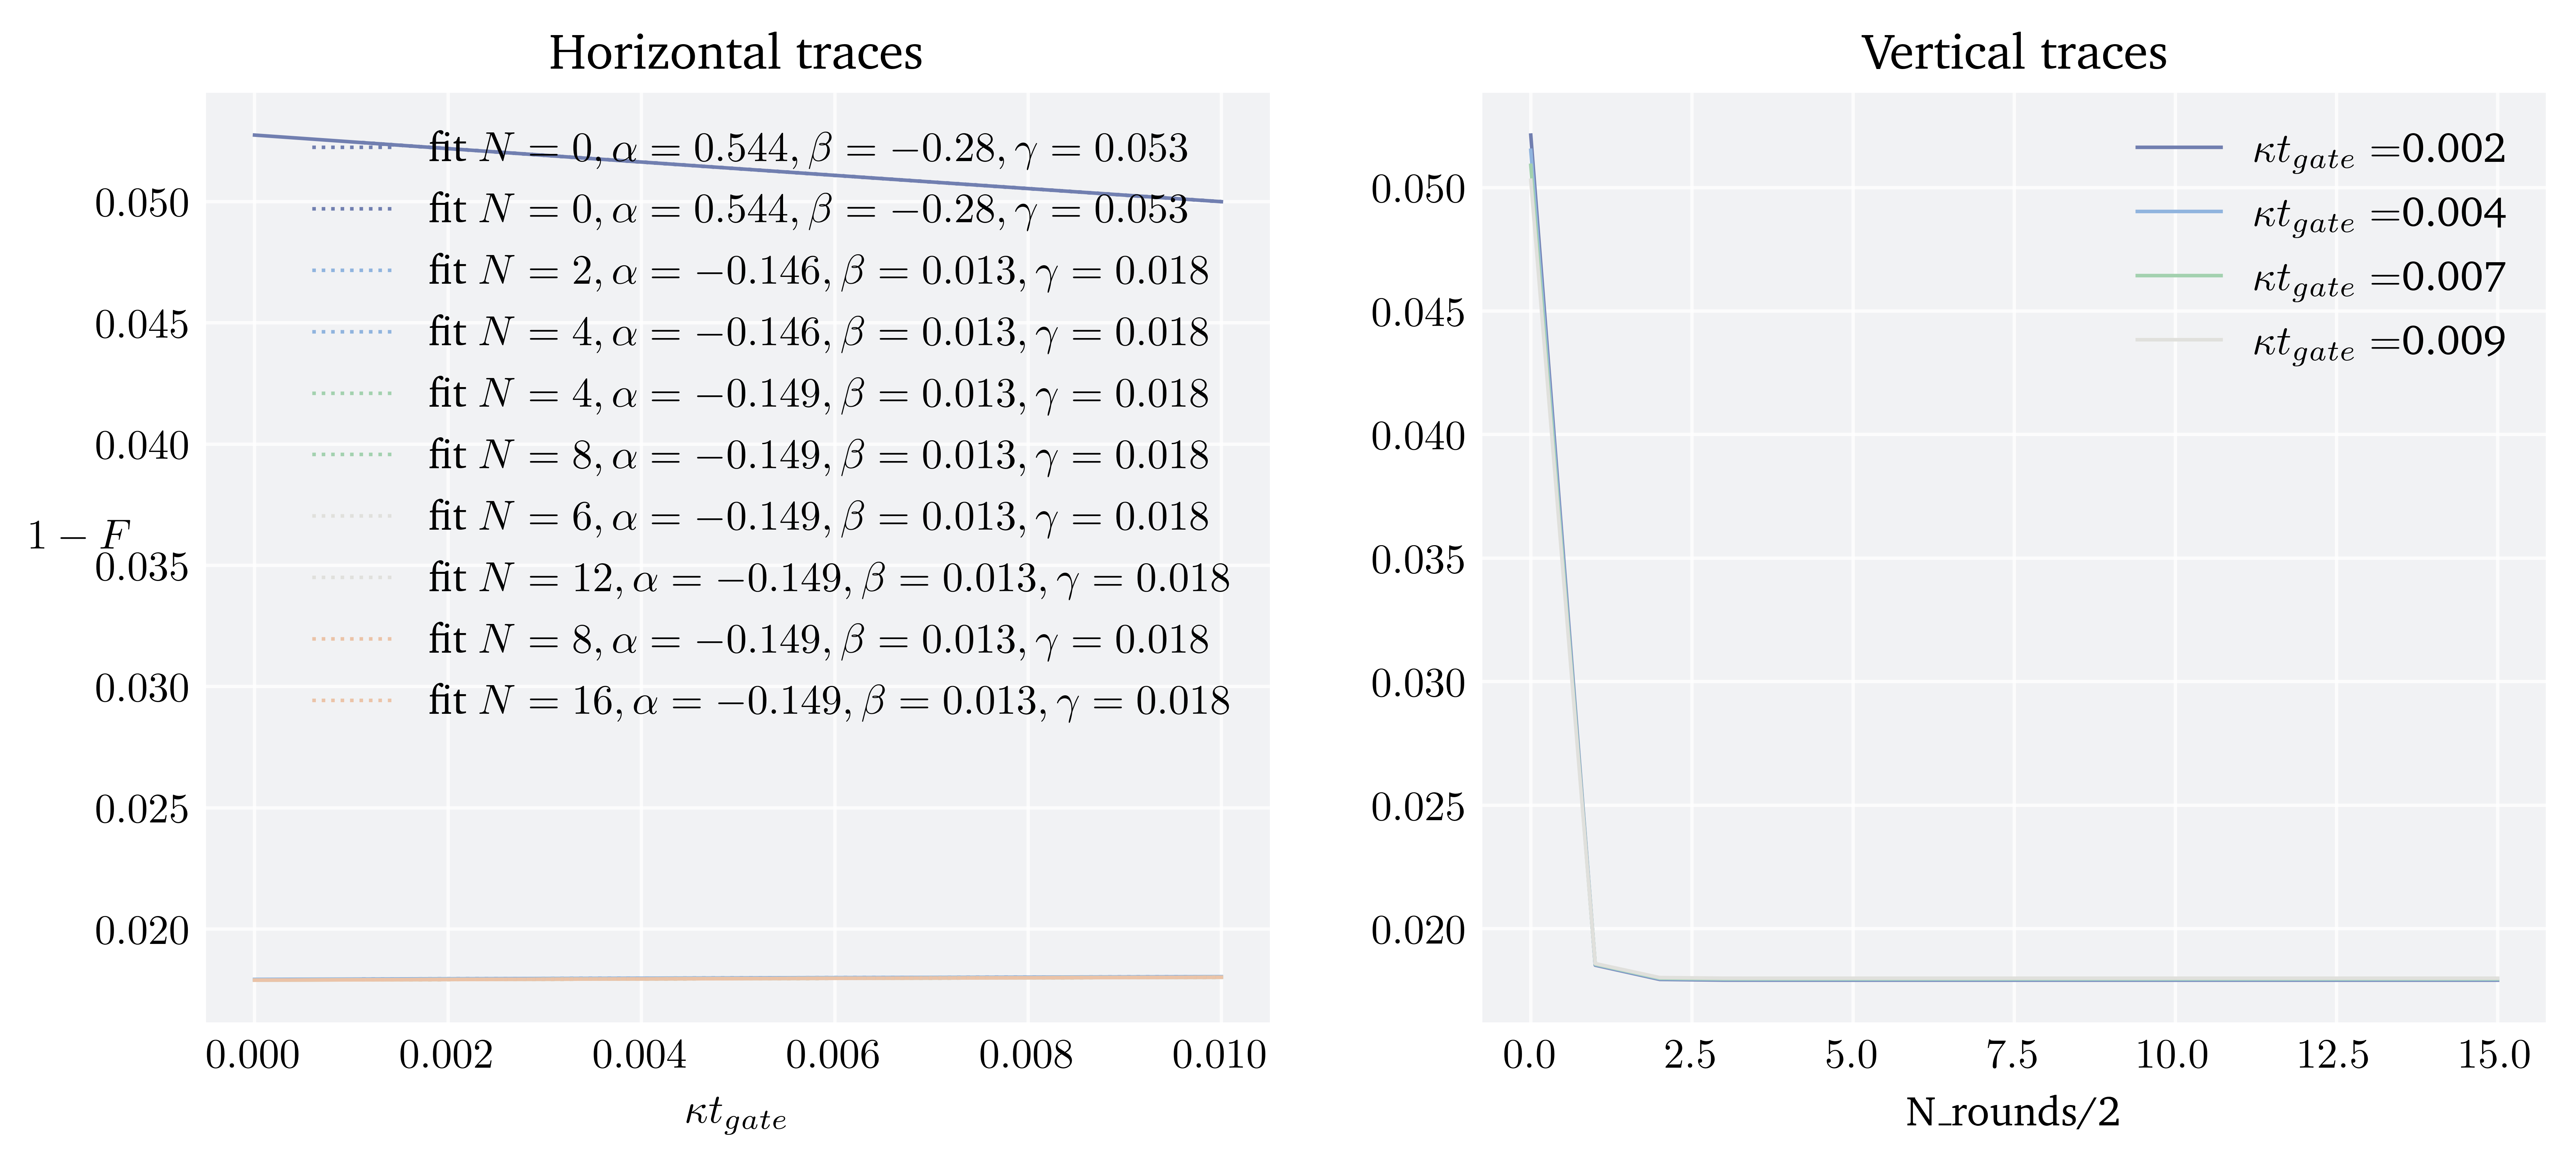 Horizontal traces
fit N = 0, α = 0.544, β = −0.28, γ = 0.053
fit N = 0, α = 0.544, β = −0.28, γ = 0.053
fit N = 2, α = −0.146, β = 0.013, γ = 0.018
fit N = 4, α = −0.146, β = 0.013, γ = 0.018
fit N = 4, α = −0.149, β = 0.013, γ = 0.018
fit N = 8, α = −0.149, β = 0.013, γ = 0.018
fit N = 6, α = −0.149, β = 0.013, γ = 0.018
fit N = 12, α = −0.149, β = 0.013, γ = 0.018
fit N = 8, α = −0.149, β = 0.013, γ = 0.018
fit N = 16, α = −0.149, β = 0.013, γ = 0.018
0.050
0.045
0.040
1 − F
0.035
0.030
0.025
0.020
0.000 0.002 0.004 0.006 0.008 0.010
κt_gate
Vertical traces
κt_gate =0.002
κt_gate =0.004
κt_gate =0.007
κt_gate =0.009
0.050
0.045
0.040
0.035
0.030
0.025
0.020
0.0 2.5 5.0 7.5 10.0 12.5 15.0
N_rounds/2